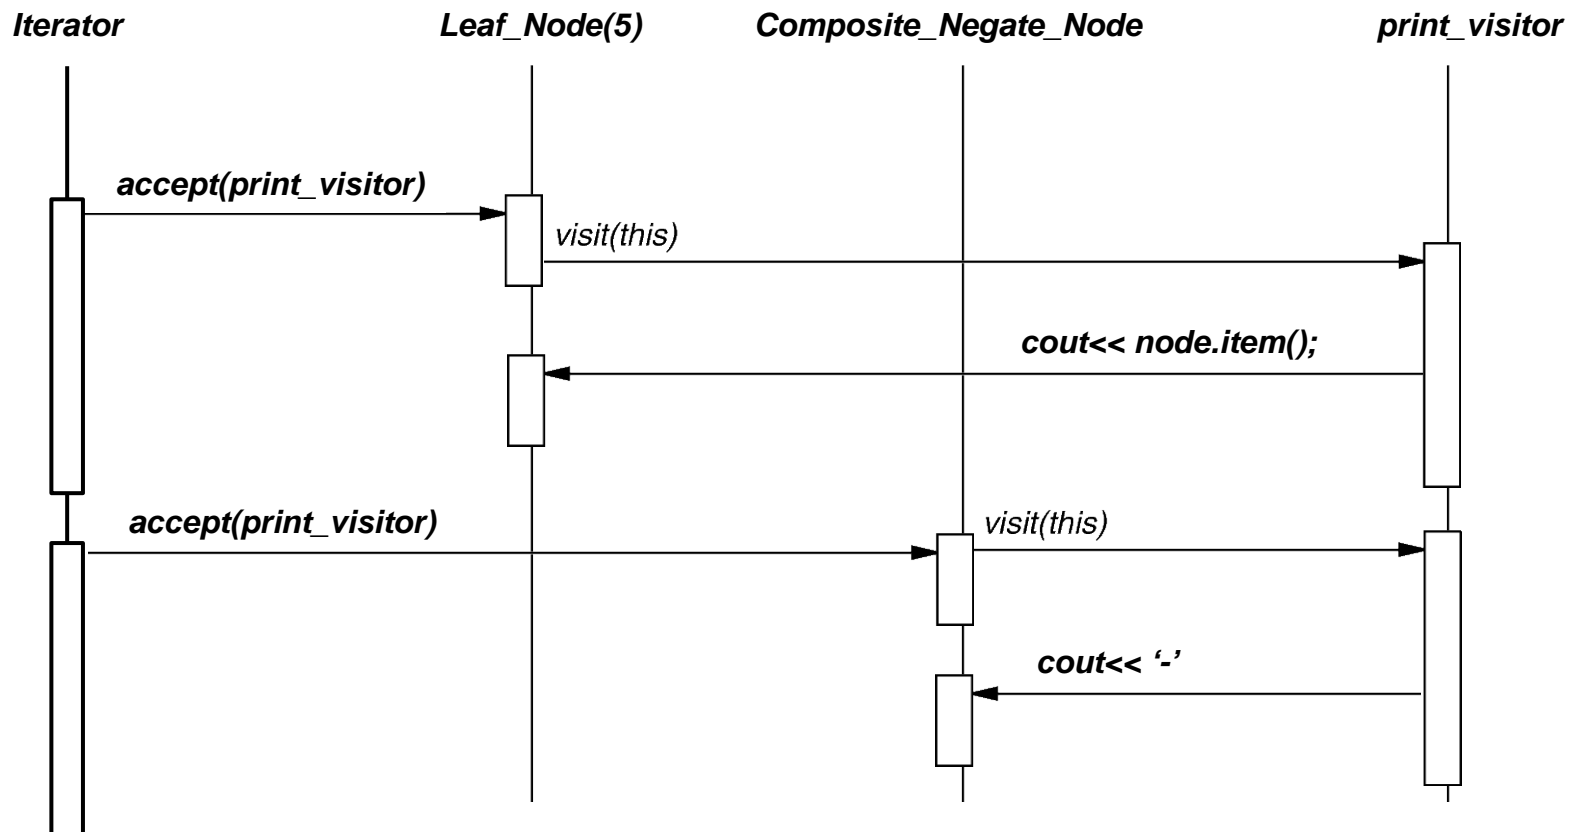 Iterator Leaf_Node(5) Composite_Negate_Node print_visitor
accept(print_visitor)
visit(this)
cout<< node.item();
accept(print_visitor)
visit(this)
cout<< ‘-’